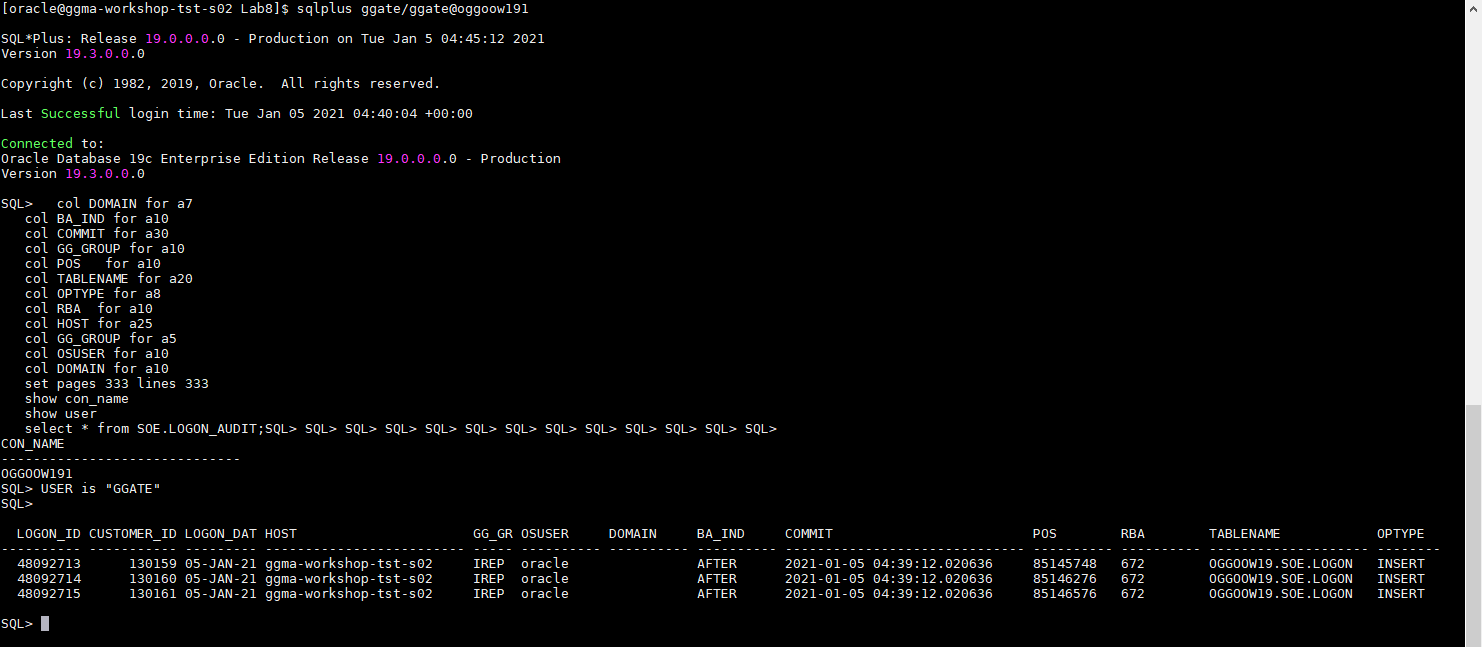 [oracle@ggma-workshop-tst-s02 Lab8]$ sqlplus ggate/ggate@oggoow191
SQL*Plus: Release 19.0.0.0.0 - Production on Tue Jan 5 04:45:12 2021
Version 19.3.0.0.0
Copyright (c) 1982, 2019, Oracle.  All rights reserved.
Last Successful login time: Tue Jan 05 2021 04:40:04 +00:00
Connected to:
Oracle Database 19c Enterprise Edition Release 19.0.0.0.0 - Production
Version 19.3.0.0.0
SQL>   col DOMAIN for a7
   col BA_IND for a10
   col COMMIT for a30
   col GG_GROUP for a10
   col POS   for a10
   col TABLENAME for a20
   col OPTYPE for a8
   col RBA  for a10
   col HOST for a25
   col GG_GROUP for a5
   col OSUSER for a10
   col DOMAIN for a10
   set pages 333 lines 333
   show con_name
   show user
   select * from SOE.LOGON_AUDIT;SQL> SQL> SQL> SQL> SQL> SQL> SQL> SQL> SQL> SQL> SQL> SQL> SQL>
CON_NAME
------------------------------
OGGOOW191
SQL> USER is "GGATE"
SQL>
  LOGON_ID CUSTOMER_ID LOGON_DAT HOST                      GG_GR OSUSER     DOMAIN     BA_IND     COMMIT                         POS        RBA        TABLENAME            OPTYPE
---------- ----------- --------- ------------------------- ----- ---------- ---------- ---------- ------------------------------ ---------- ---------- -------------------- --------
  48092713      130159 05-JAN-21 ggma-workshop-tst-s02     IREP  oracle                AFTER      2021-01-05 04:39:12.020636     85145748   672        OGGOOW19.SOE.LOGON   INSERT
  48092714      130160 05-JAN-21 ggma-workshop-tst-s02     IREP  oracle                AFTER      2021-01-05 04:39:12.020636     85146276   672        OGGOOW19.SOE.LOGON   INSERT
  48092715      130161 05-JAN-21 ggma-workshop-tst-s02     IREP  oracle                AFTER      2021-01-05 04:39:12.020636     85146576   672        OGGOOW19.SOE.LOGON   INSERT
SQL>